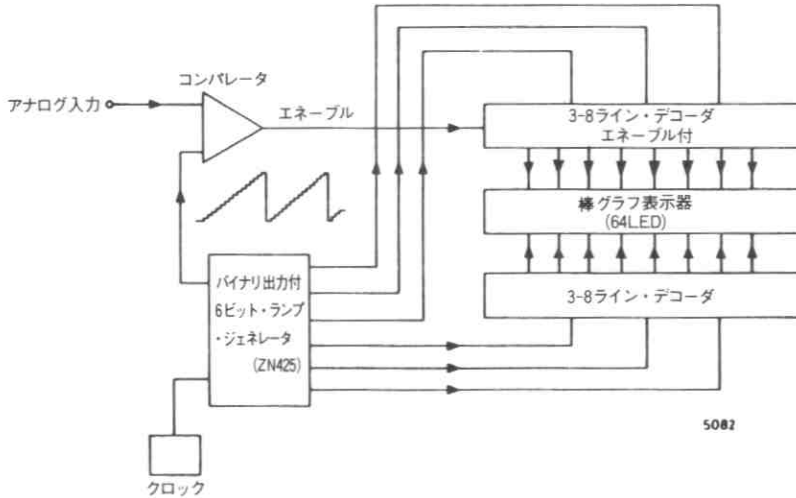 コンパレータ
アナログ入力
エネーブル
3-8ライン・デコーダ
エネーブル付
棒グラフ表示器
(64LED)
3-8ライン・デコーダ
バイナリ出力付
6ビット・ランプ
・ジェネレータ
(ZN425)
クロック
5082